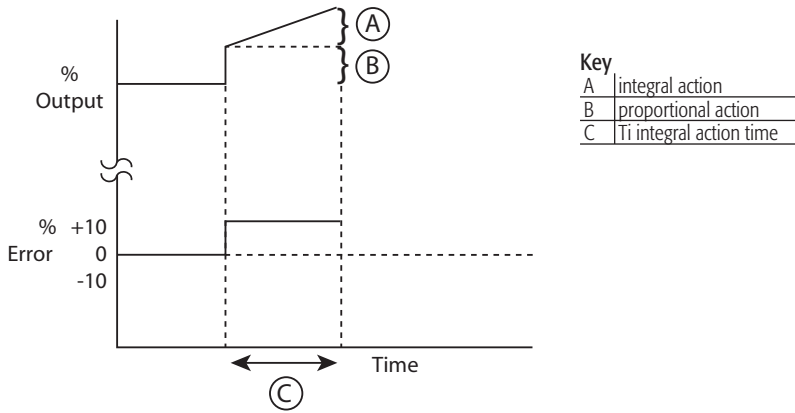 %
Output
A
B
% +10
Error 0
-10
Time
C
Key
A integral action
B proportional action
C Ti integral action time